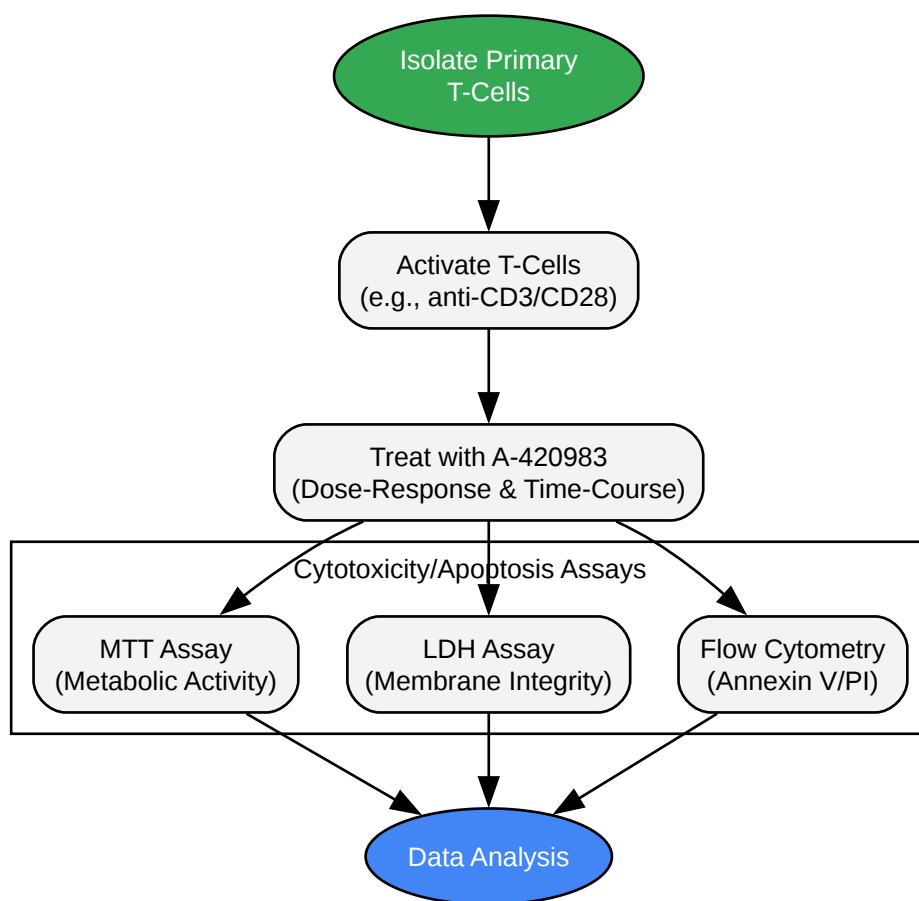 Isolate Primary
T-Cells
Activate T-Cells
(e.g., anti-CD3/CD28)
Treat with A-420983
(Dose-Response & Time-Course)
Cytotoxicity/Apoptosis Assays
MTT Assay
(Metabolic Activity)
LDH Assay
(Membrane Integrity)
Flow Cytometry
(Annexin V/PI)
Data Analysis